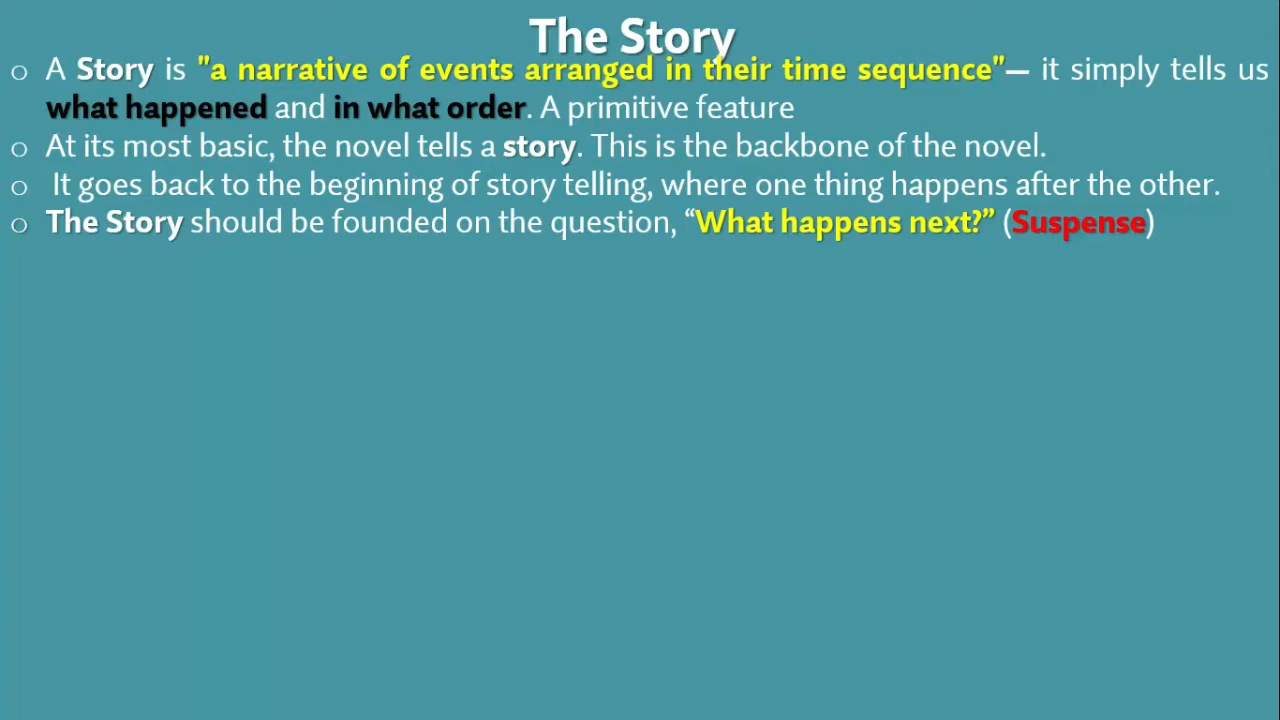 The Story
○ A Story is "a narrative of events arranged in their time sequence"— it simply tells us
what happened and in what order. A primitive feature
○ At its most basic, the novel tells a story. This is the backbone of the novel.
○ It goes back to the beginning of story telling, where one thing happens after the other.
○ The Story should be founded on the question, “What happens next?” (Suspense)